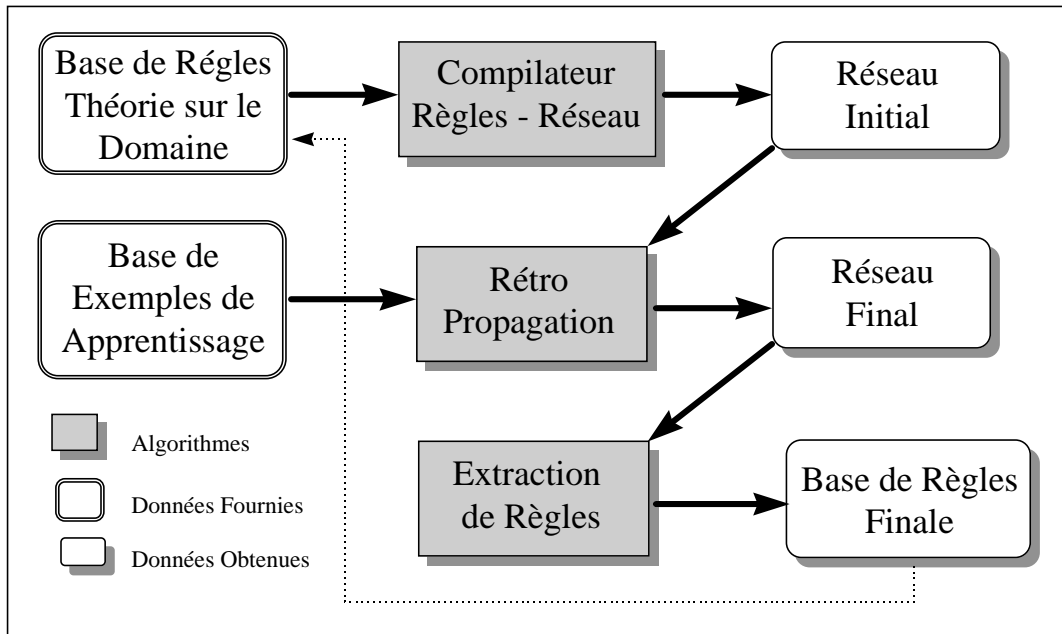 Base de Régles
Théorie sur le
Domaine
Compilateur
Règles - Réseau
Réseau
Initial
Base de
Exemples de
Apprentissage
Rétro
Propagation
Réseau
Final
Algorithmes
Données Fournies
Données Obtenues
Extraction
de Règles
Base de Règles
Finale